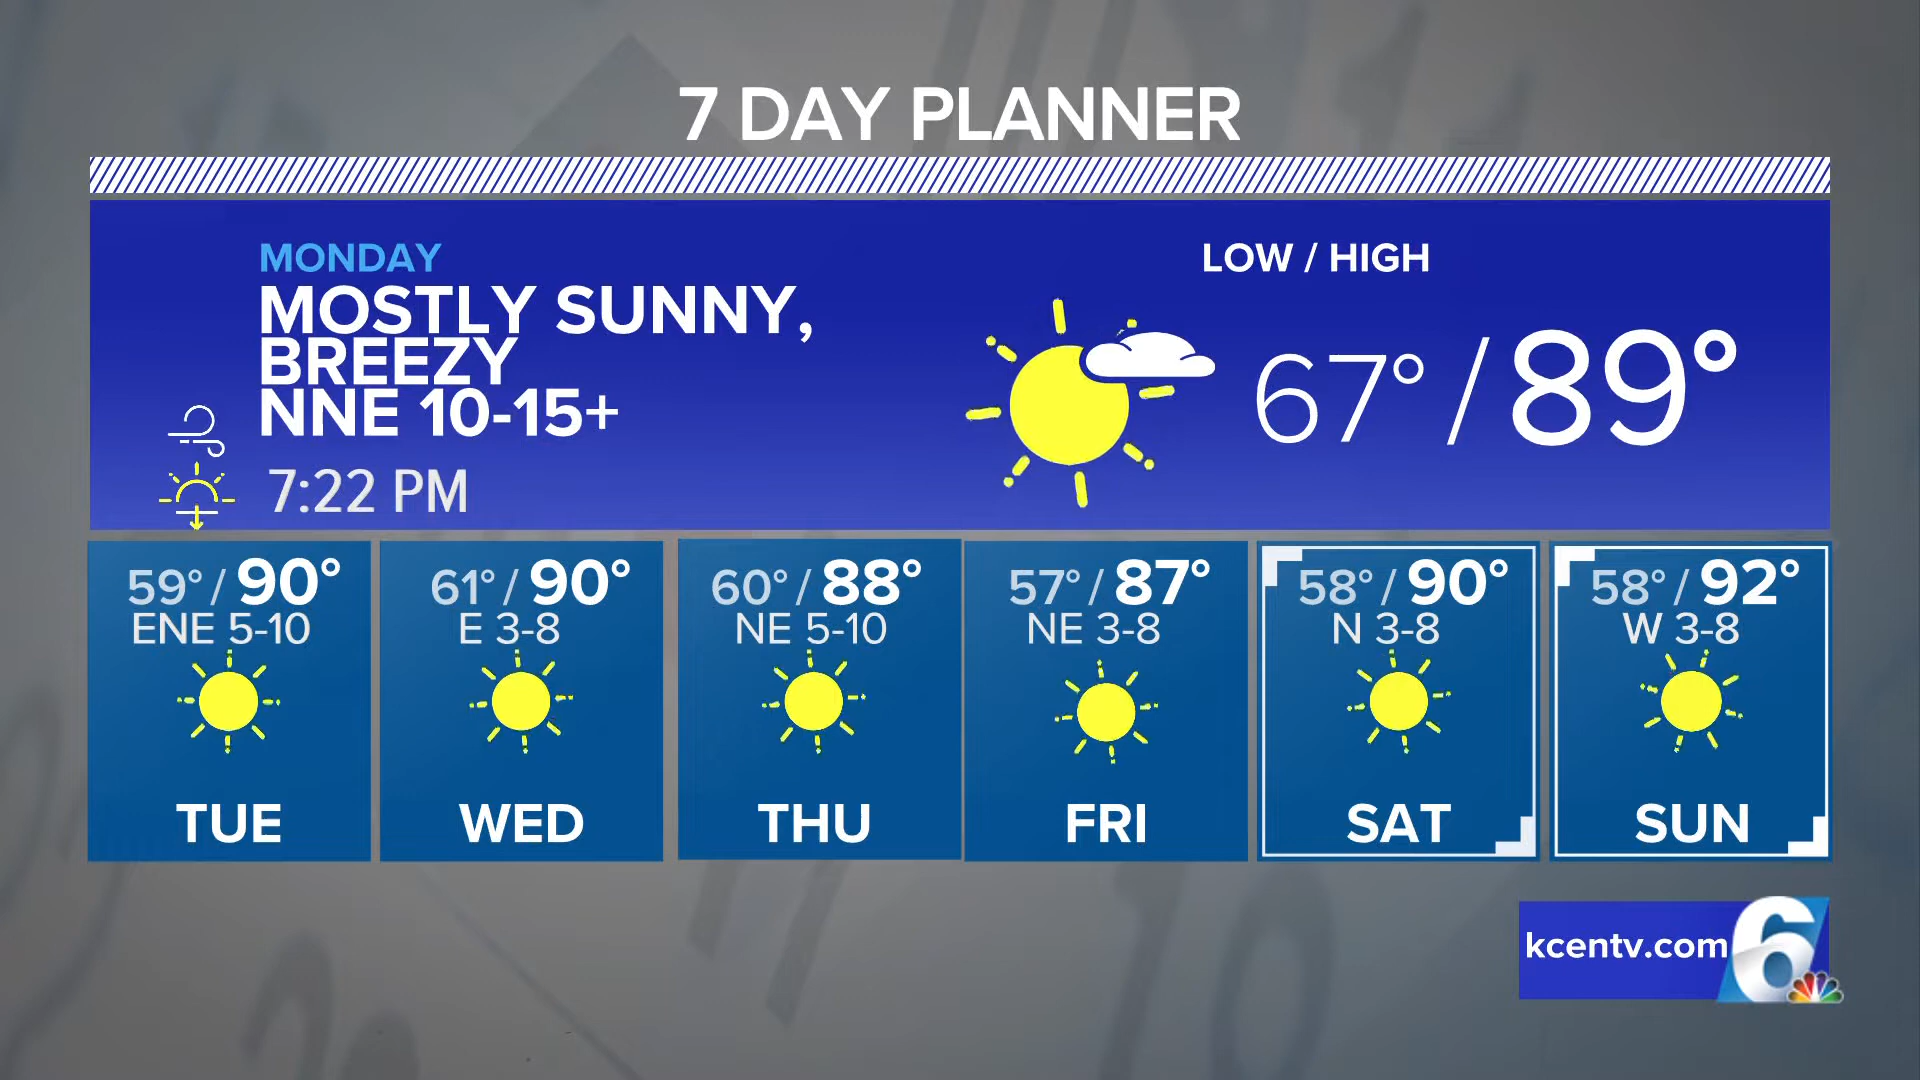 7 DAY PLANNER
MONDAY
MOSTLY SUNNY,
BREEZY
NNE 10-15+
7:22 PM
LOW / HIGH
67° / 89°
59° / 90°
ENE 5-10
TUE
61° / 90°
E 3-8
WED
60° / 88°
NE 5-10
THU
57° / 87°
NE 3-8
FRI
58° / 90°
N 3-8
SAT
58° / 92°
W 3-8
SUN
kcentv.com 6